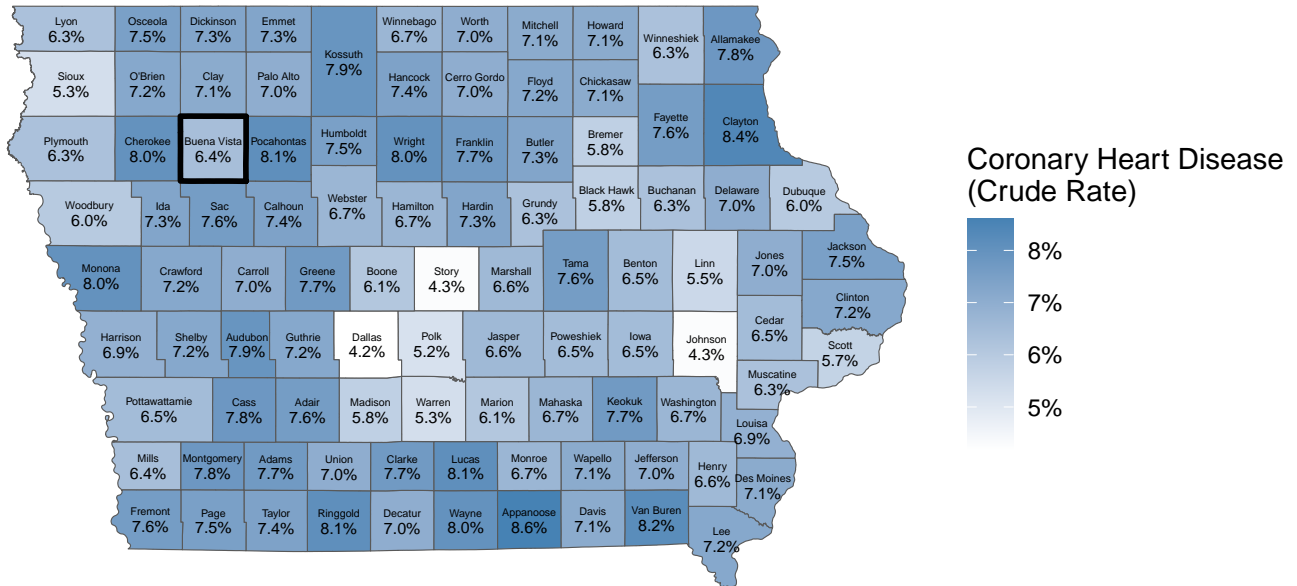 Lyon
6.3%
Osceola
7.5%
Dickinson
7.3%
Emmet
7.3%
Kossuth
7.9%
Winnebago
6.7%
Worth
7.0%
Mitchell
7.1%
Howard
7.1%
Winneshiek
6.3%
Allamakee
7.8%
Sioux
5.3%
O'Brien
7.2%
Clay
7.1%
Palo Alto
7.0%
Hancock
7.4%
Cerro Gordo
7.0%
Floyd
7.2%
Chickasaw
7.1%
Fayette
7.6%
Clayton
8.4%
Plymouth
6.3%
Cherokee
8.0%
Buena Vista
6.4%
Pocahontas
8.1%
Humboldt
7.5%
Wright
8.0%
Franklin
7.7%
Butler
7.3%
Bremer
5.8%
Woodbury
6.0%
Ida
7.3%
Sac
7.6%
Calhoun
7.4%
Webster
6.7%
Hamilton
6.7%
Hardin
7.3%
Grundy
6.3%
Black Hawk
5.8%
Buchanan
6.3%
Delaware
7.0%
Dubuque
6.0%
Monona
8.0%
Crawford
7.2%
Carroll
7.0%
Greene
7.7%
Boone
6.1%
Story
4.3%
Marshall
6.6%
Tama
7.6%
Benton
6.5%
Linn
5.5%
Jones
7.0%
Jackson
7.5%
Clinton
7.2%
Harrison
6.9%
Shelby
7.2%
Audubon
7.9%
Guthrie
7.2%
Dallas
4.2%
Polk
5.2%
Jasper
6.6%
Poweshiek
6.5%
Iowa
6.5%
Johnson
4.3%
Cedar
6.5%
Scott
5.7%
Muscatine
6.3%
Pottawattamie
6.5%
Cass
7.8%
Adair
7.6%
Madison
5.8%
Warren
5.3%
Marion
6.1%
Mahaska
6.7%
Keokuk
7.7%
Washington
6.7%
Louisa
6.9%
Mills
6.4%
Montgomery
7.8%
Adams
7.7%
Union
7.0%
Clarke
7.7%
Lucas
8.1%
Monroe
6.7%
Wapello
7.1%
Jefferson
7.0%
Henry
6.6%
Des Moines
7.1%
Fremont
7.6%
Page
7.5%
Taylor
7.4%
Ringgold
8.1%
Decatur
7.0%
Wayne
8.0%
Appanoose
8.6%
Davis
7.1%
Van Buren
8.2%
Lee
7.2%
Coronary Heart Disease
(Crude Rate)
8%
7%
6%
5%